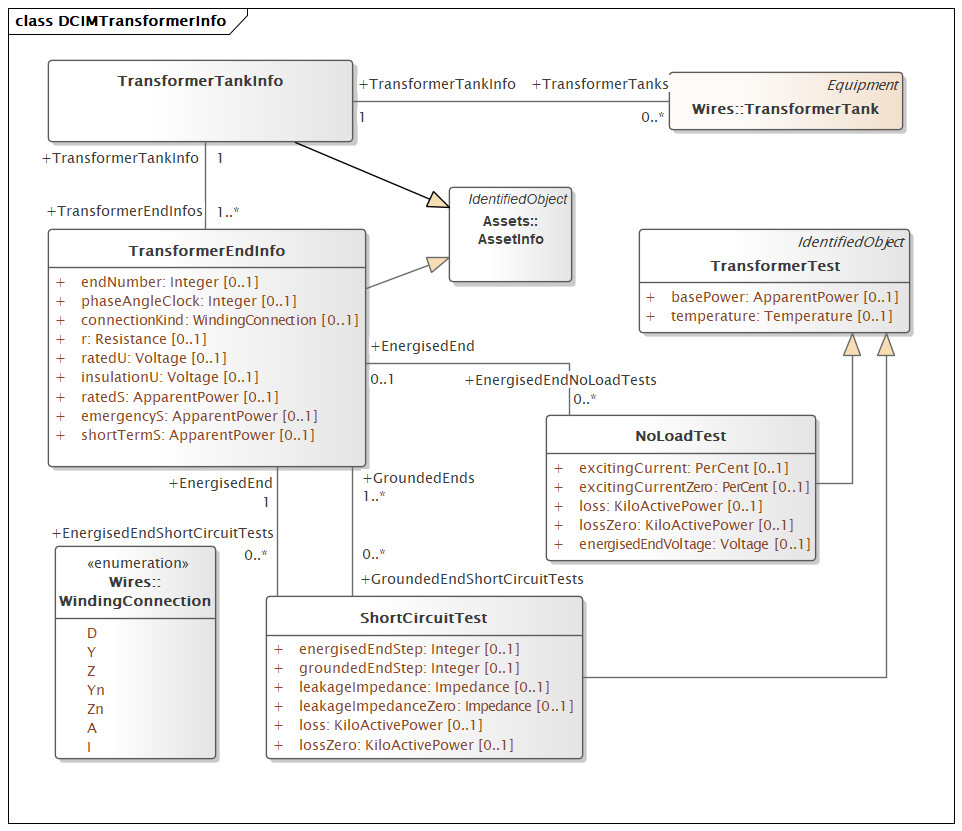 class DCIMTransformerInfo
TransformerTankInfo
+TransformerTankInfo +TransformerTanks
1 0..*
Equipment
Wires::TransformerTank
+TransformerTankInfo 1
+TransformerEndInfos 1..*
IdentifiedObject
Assets::
AssetInfo
TransformerEndInfo
+ endNumber: Integer [0..1]
+ phaseAngleClock: Integer [0..1]
+ connectionKind: WindingConnection [0..1]
+ r: Resistance [0..1]
+ ratedU: Voltage [0..1]
+ insulationU: Voltage [0..1]
+ ratedS: ApparentPower [0..1]
+ emergencyS: ApparentPower [0..1]
+ shortTermS: ApparentPower [0..1]
IdentifiedObject
TransformerTest
+ basePower: ApparentPower [0..1]
+ temperature: Temperature [0..1]
+EnergisedEnd
0..1
+EnergisedEndNoLoadTests
0..*
NoLoadTest
+ excitingCurrent: PerCent [0..1]
+ excitingCurrentZero: PerCent [0..1]
+ loss: KiloActivePower [0..1]
+ lossZero: KiloActivePower [0..1]
+ energisedEndVoltage: Voltage [0..1]
+EnergisedEnd
1
+GroundedEnds
1..*
+EnergisedEndShortCircuitTests
0..*
0..*
+GroundedEndShortCircuitTests
«enumeration»
Wires::
WindingConnection
D
Y
Z
Yn
Zn
A
I
ShortCircuitTest
+ energisedEndStep: Integer [0..1]
+ groundedEndStep: Integer [0..1]
+ leakageImpedance: Impedance [0..1]
+ leakageImpedanceZero: Impedance [0..1]
+ loss: KiloActivePower [0..1]
+ lossZero: KiloActivePower [0..1]